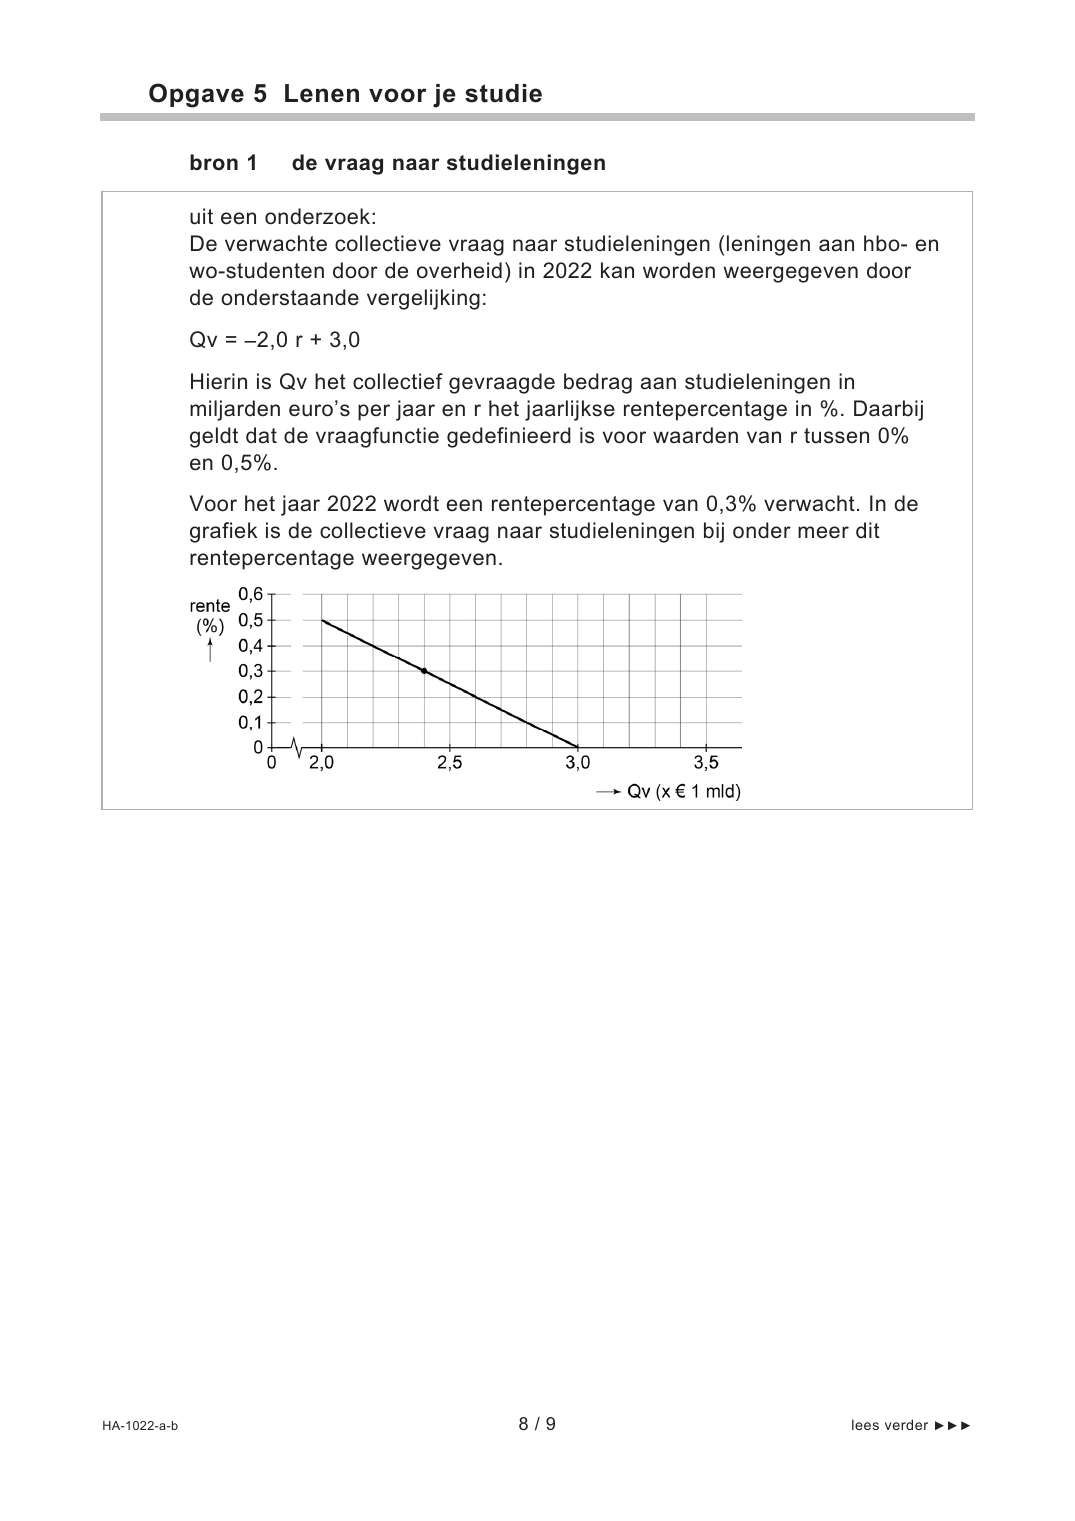 Opgave 5 Lenen voor je studie
bron 1 de vraag naar studieleningen
uit een onderzoek:
De verwachte collectieve vraag naar studieleningen (leningen aan hbo- en
wo-studenten door de overheid) in 2022 kan worden weergegeven door
de onderstaande vergelijking:
Qv = –2,0 r + 3,0
Hierin is Qv het collectief gevraagde bedrag aan studieleningen in
miljarden euro’s per jaar en r het jaarlijkse rentepercentage in %. Daarbij
geldt dat de vraagfunctie gedefinieerd is voor waarden van r tussen 0%
en 0,5%.
Voor het jaar 2022 wordt een rentepercentage van 0,3% verwacht. In de
grafiek is de collectieve vraag naar studieleningen bij onder meer dit
rentepercentage weergegeven.
rente
(%)
0,6
0,5
0,4
0,3
0,2
0,1
0
0 2,0 2,5 3,0 3,5
Qv (x € 1 mld)
HA-1022-a-b 8 / 9 lees verder ►►►